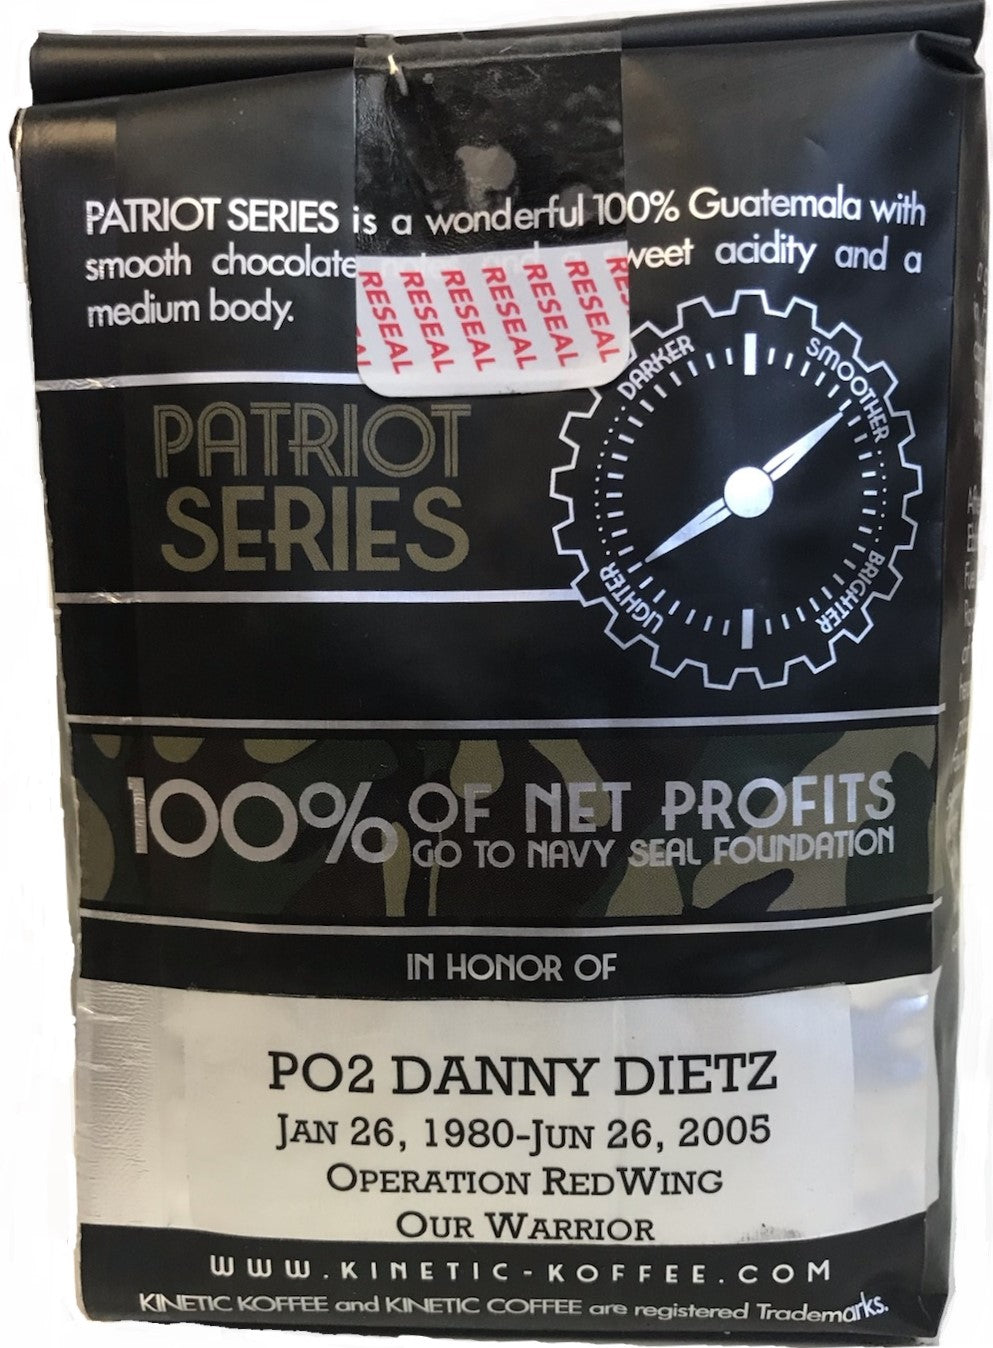 PATRIOT SERIES is a wonderful 100% Guatemala with
smooth chocolate acidity and a
medium body.
RESEAL RESEAL RESEAL RESEAL RESEAL RESEAL
DARKER
SMOOTHER
PATRIOT
SERIES
LIGHTER
BRIGHTER
100% OF NET PROFITS
GO TO NAVY SEAL FOUNDATION
IN HONOR OF
PO2 DANNY DIETZ
JAN 26, 1980-JUN 26, 2005
OPERATION REDWING
OUR WARRIOR
WWW.KINETIC-KOFFEE.COM
KINETIC KOFFEE and KINETIC COFFEE are registered Trademarks.